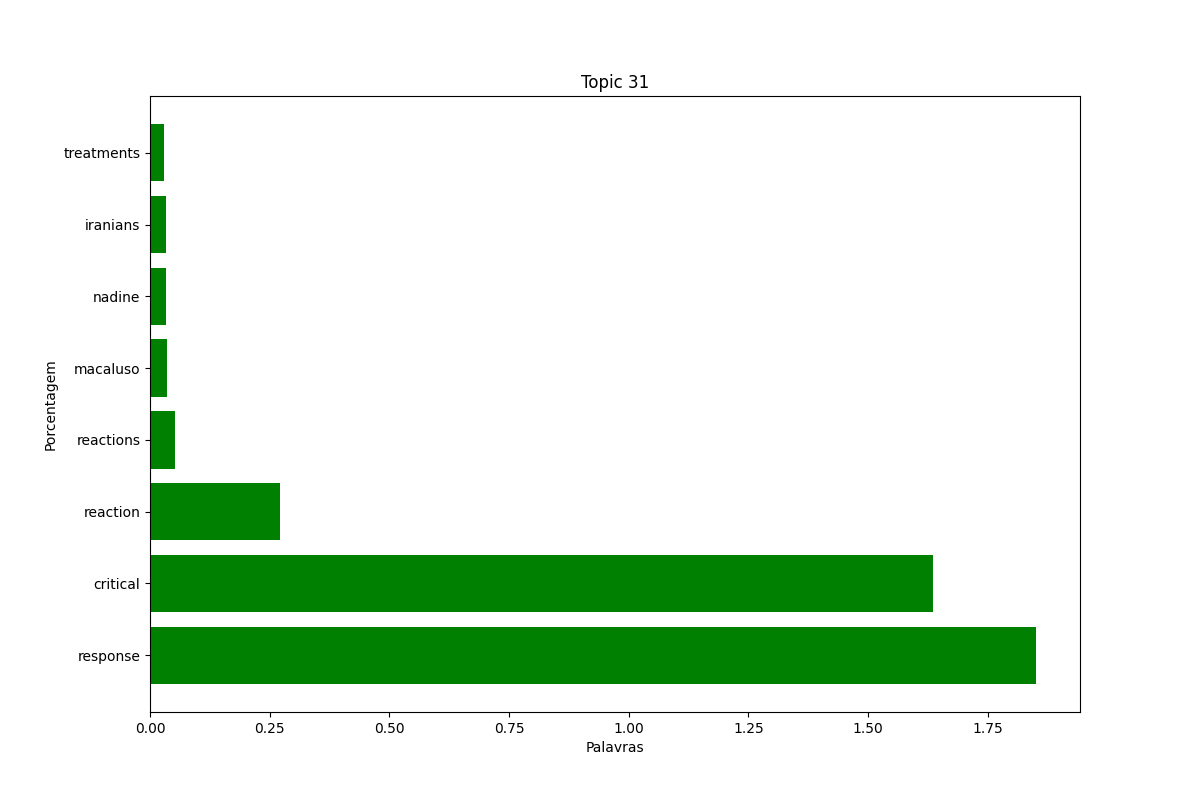 Topic 31
treatments
iranians
nadine
macaluso
reactions
reaction
critical
response
Porcentagem
0.00 0.25 0.50 0.75 1.00 1.25 1.50 1.75
Palavras